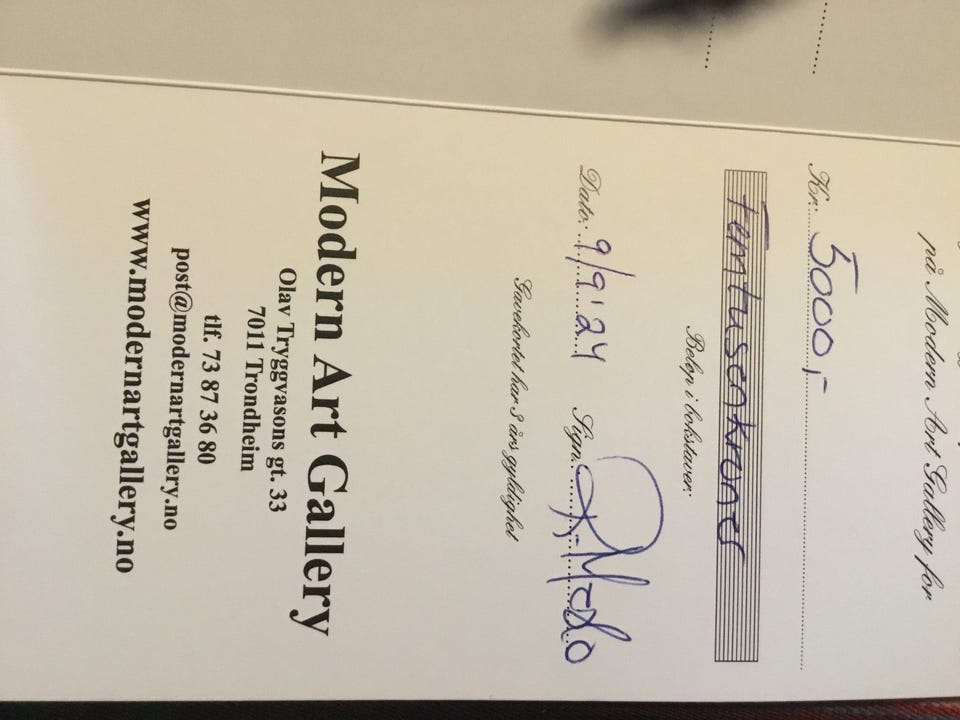 på Modern Art Gallery for
Kr: 5000,-
Femtusenkroner
Beløp i bokstaver:
Dato: 9/9'24 Sign.
Gavekortet har 3 års gyldighet
Modern Art Gallery
Olav Tryggvasons gt. 33
7011 Trondheim
tlf. 73 87 36 80
post@modernartgallery.no
www.modernartgallery.no